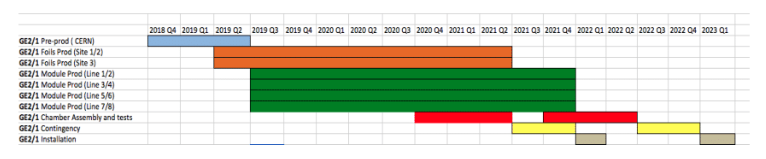 2018 Q4 2019 Q1 2019 Q2 2019 Q3 2019 Q4 2020 Q1 2020 Q2 2020 Q3 2020 Q4 2021 Q1 2021 Q2 2021 Q3 2021 Q4 2022 Q1 2022 Q2 2022 Q3 2022 Q4 2023 Q1
GE2/1 Pre-prod ( CERN)
GE2/1 Foils Prod (Site 1/2)
GE2/1 Foils Prod (Site 3)
GE2/1 Module Prod (Line 1/2)
GE2/1 Module Prod (Line 3/4)
GE2/1 Module Prod (Line 5/6)
GE2/1 Module Prod (Line 7/8)
GE2/1 Chamber Assembly and tests
GE2/1 Contingency
GE2/1 Installation